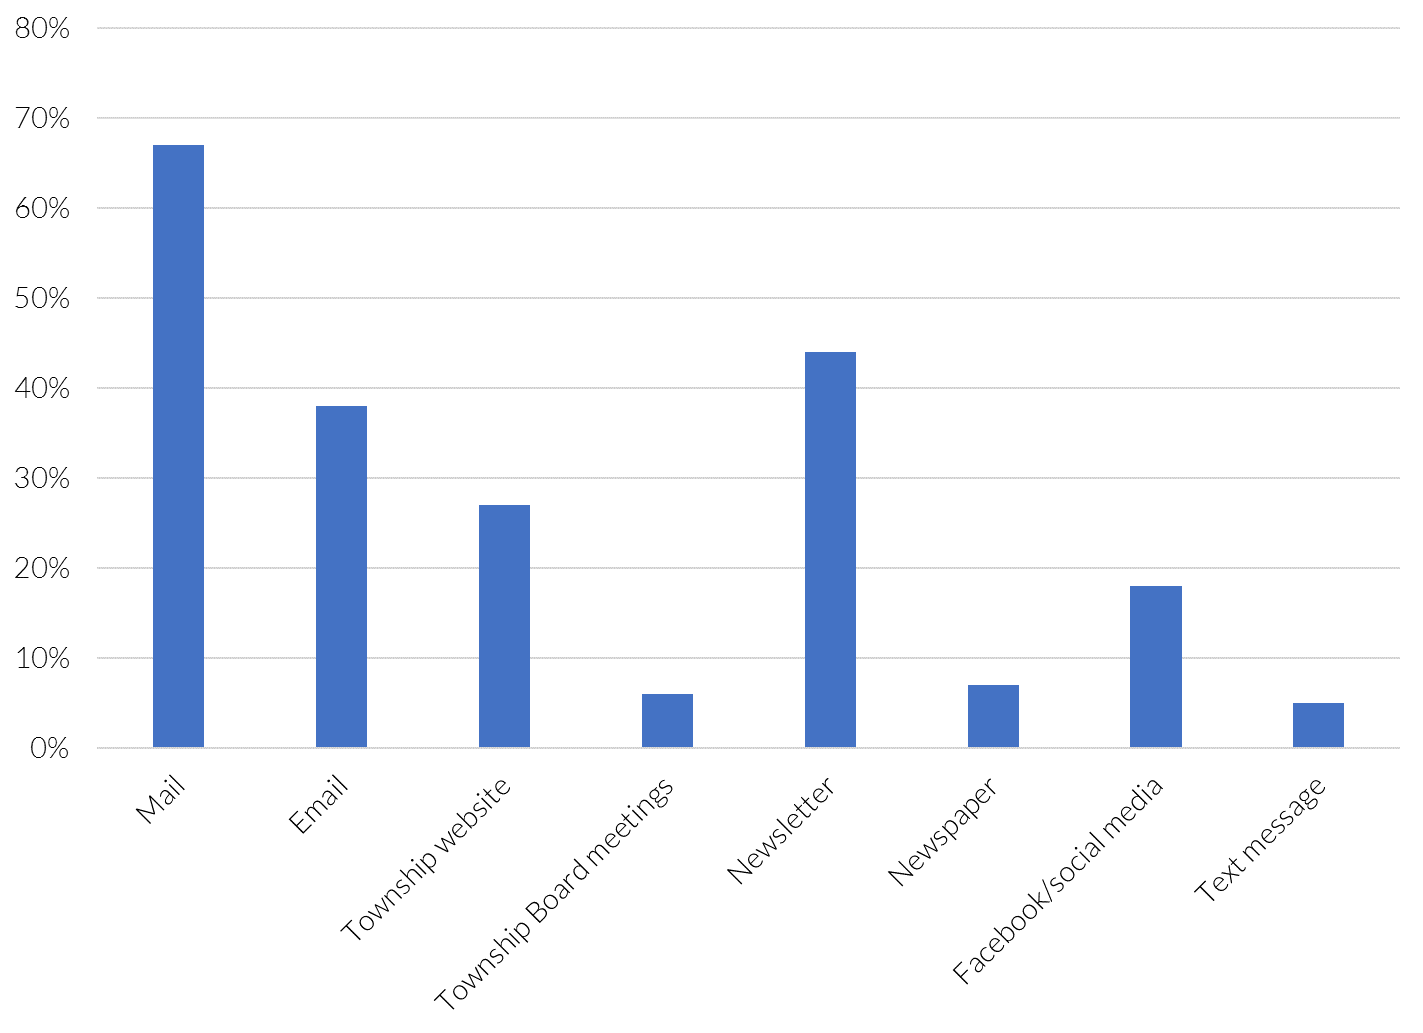 80%
70%
60%
50%
40%
30%
20%
10%
0%
Mail
Email
Township website
Township Board meetings
Newsletter
Newspaper
Facebook/social media
Text message